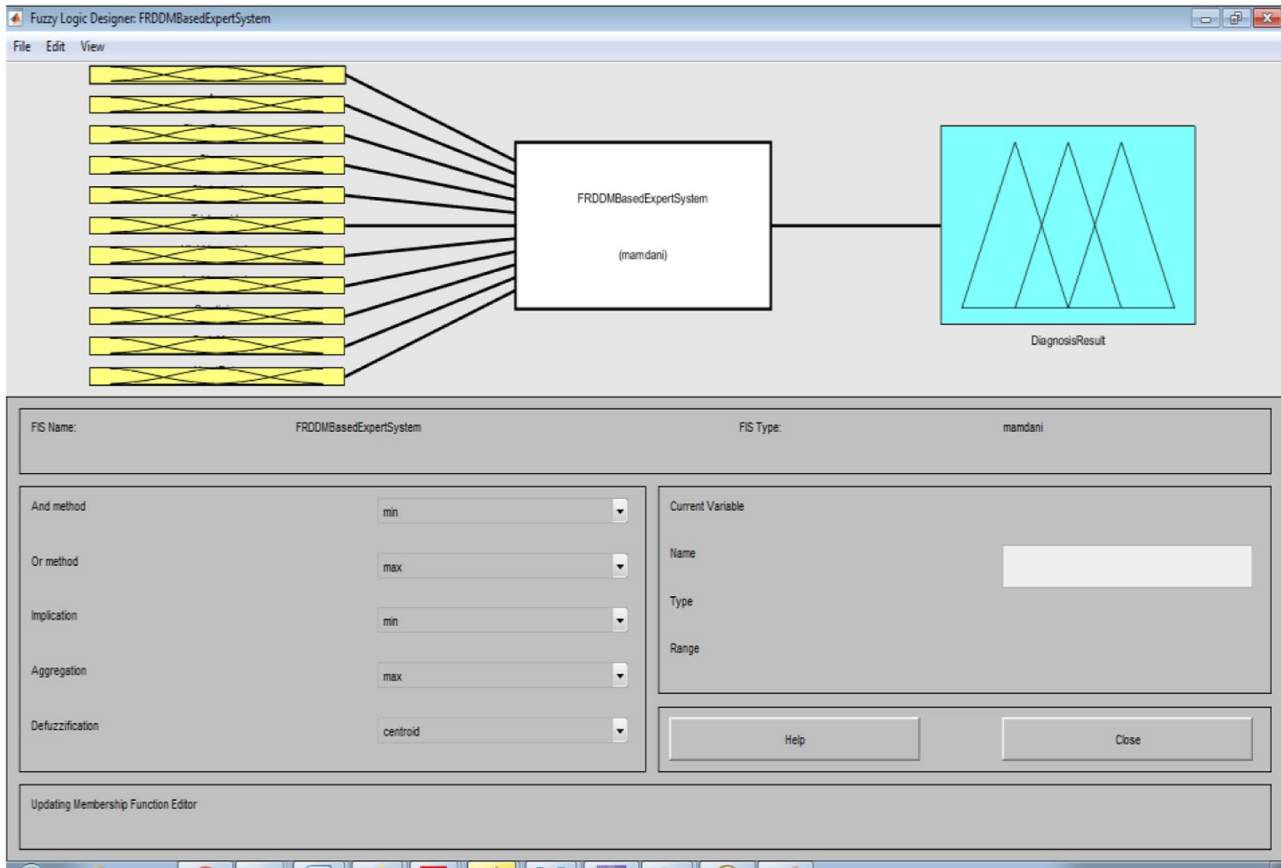 Fuzzy Logic Designer: FRDDMBasedExpertSystem
File Edit View
FRDDMBasedExpertSystem
(mamdani)
DiagnosisResult
FIS Name: FRDDMBasedExpertSystem FIS Type: mamdani
And method min
Or method max
Implication min
Aggregation max
Defuzzification centroid
Current Variable
Name
Type
Range
Help Close
Updating Membership Function Editor